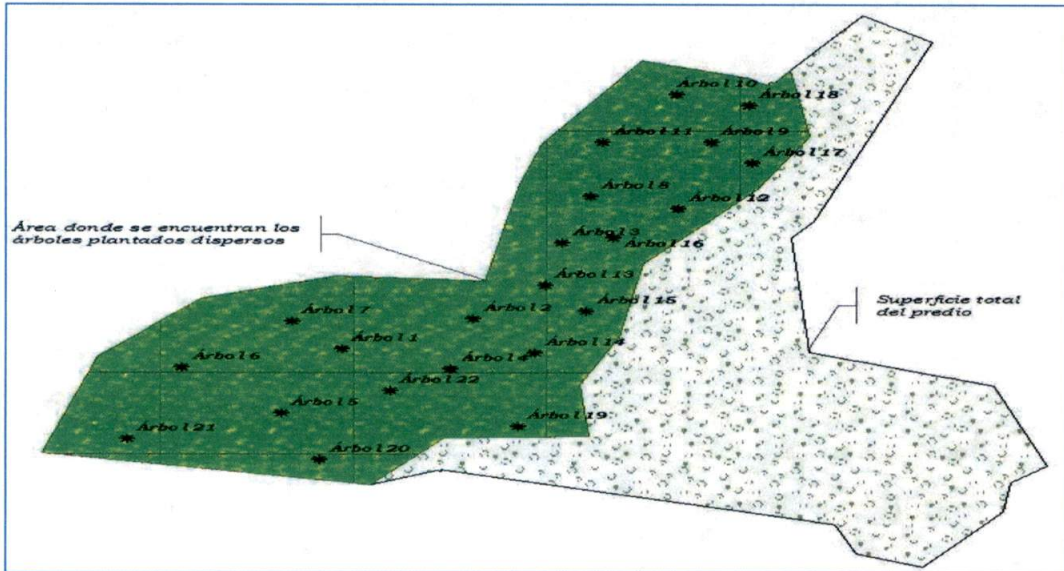 Árbol10
Árbol18
Árbol11
Árbol9
Árbol17
Árbol8
Árbol12
Área donde se encuentran los
árboles plantados dispersos
Árbol3
Árbol16
Árbol13
Superficie total
del predio
Árbol7
Árbol2
Árbol15
Árbol1
Árbol6
Árbol4
Árbol14
Árbol22
Árbol5
Árbol21
Árbol19
Árbol20